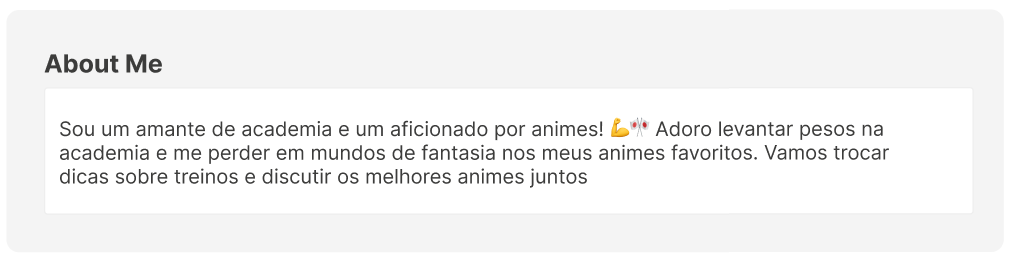 About Me
Sou um amante de academia e um aficionado por animes! 💪🎌 Adoro levantar pesos na
academia e me perder em mundos de fantasia nos meus animes favoritos. Vamos trocar
dicas sobre treinos e discutir os melhores animes juntos